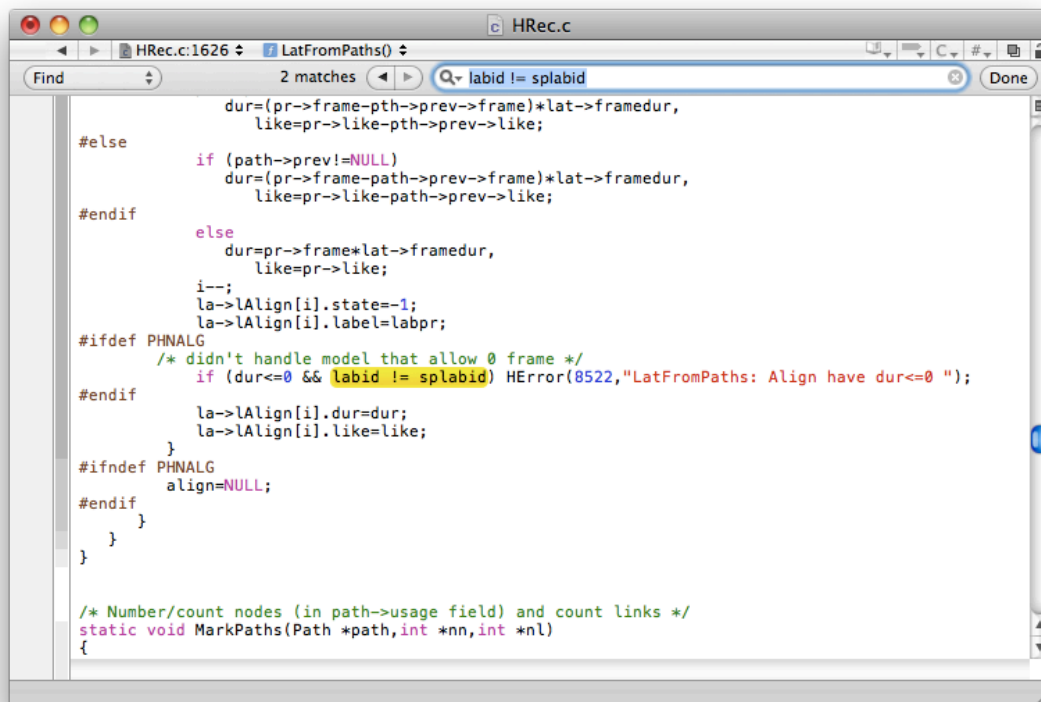 HRec.c
HRec.c:1626 LatFromPaths() C #
Find 2 matches labid != splabid Done
dur=(pr->frame-pth->prev->frame)*lat->framedur,
like=pr->like-pth->prev->like;
#else
if (path->prev!=NULL)
dur=(pr->frame-path->prev->frame)*lat->framedur,
like=pr->like-path->prev->like;
#endif
else
dur=pr->frame*lat->framedur,
like=pr->like;
i--;
la->lAlign[i].state=-1;
la->lAlign[i].label=labpr;
#ifdef PHNALG
/* didn't handle model that allow 0 frame */
if (dur<=0 && labid != splabid) HError(8522,"LatFromPaths: Align have dur<=0 ");
#endif
la->lAlign[i].dur=dur;
la->lAlign[i].like=like;
}
#ifndef PHNALG
align=NULL;
#endif
}
}
}
/* Number/count nodes (in path->usage field) and count links */
static void MarkPaths(Path *path,int *nn,int *nl)
{